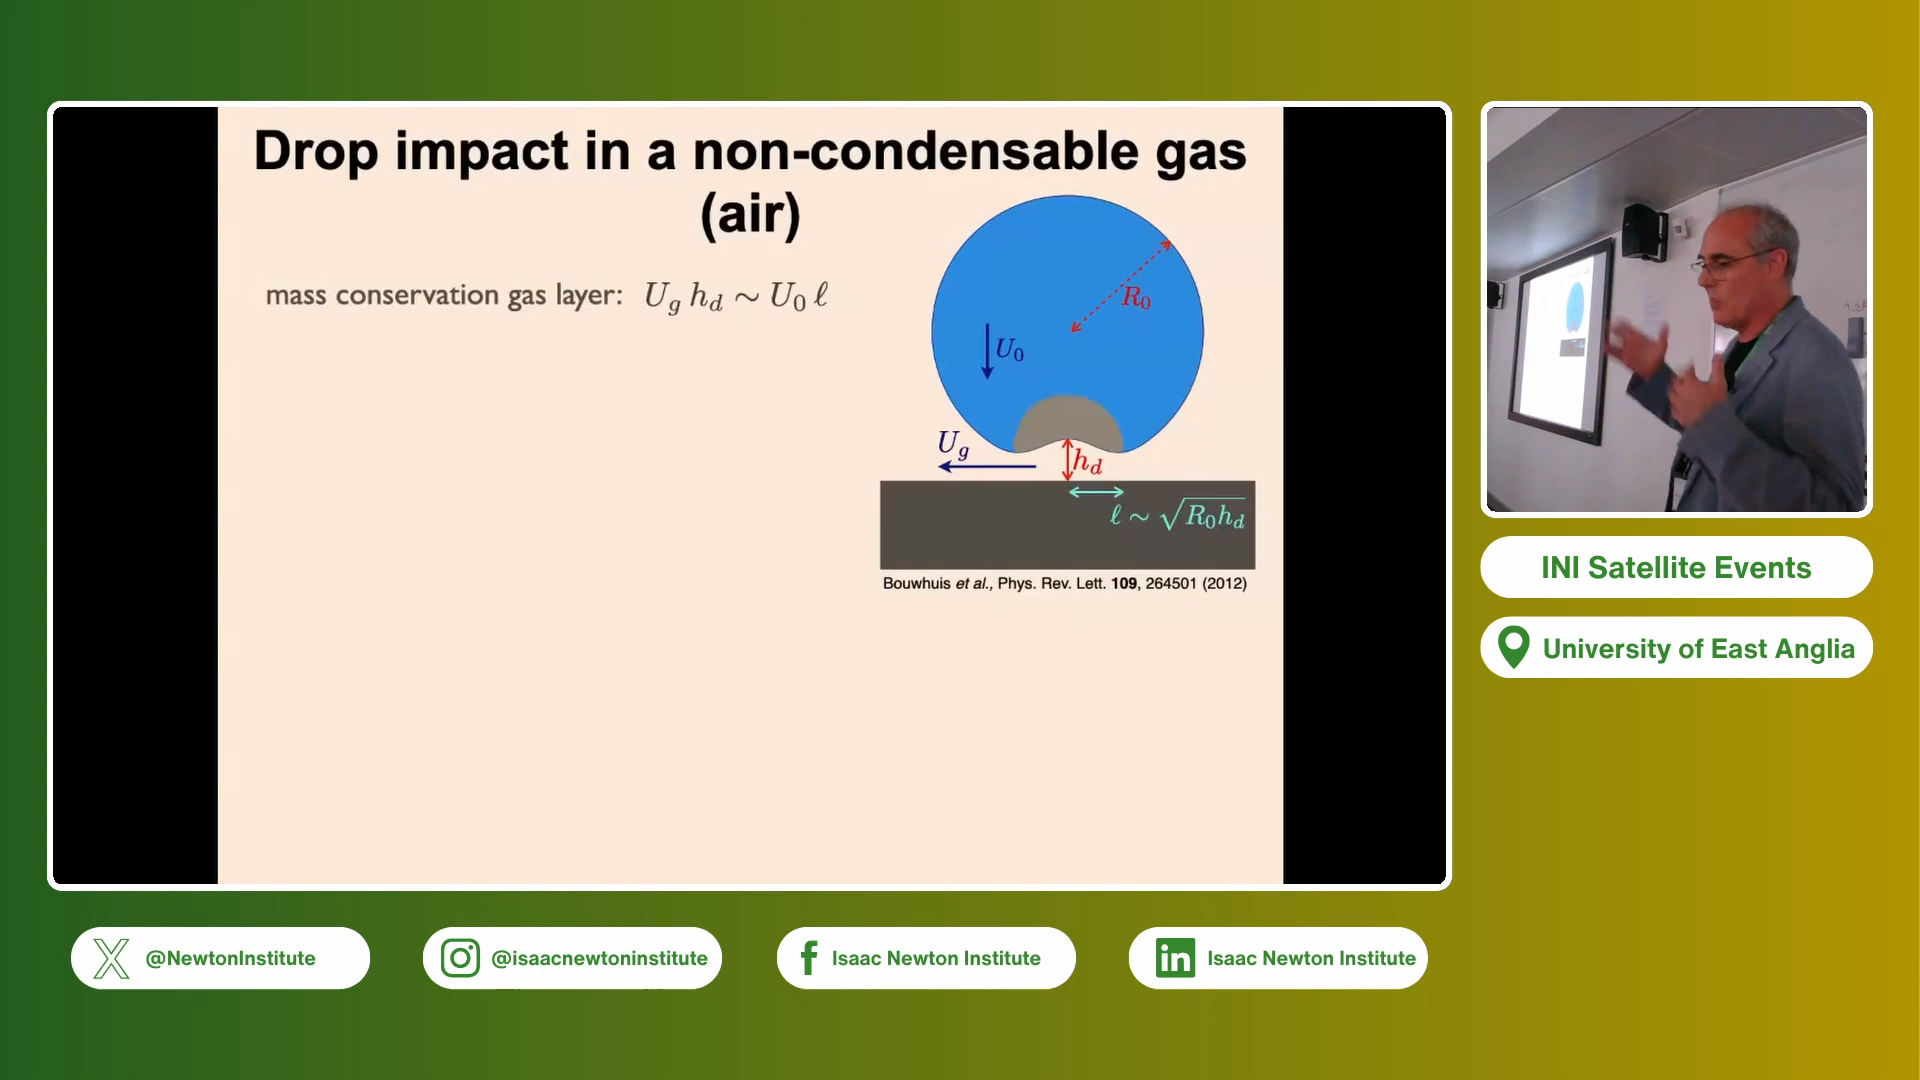 Drop impact in a non-condensable gas
(air)
mass conservation gas layer: U_g h_d ∼ U_0 ℓ
R_0
U_0
U_g
h_d
ℓ ∼ √R_0h_d
Bouwhuis et al., Phys. Rev. Lett. 109, 264501 (2012)
INI Satellite Events
University of East Anglia
@NewtonInstitute
@isaacnewtoninstitute
Isaac Newton Institute
Isaac Newton Institute